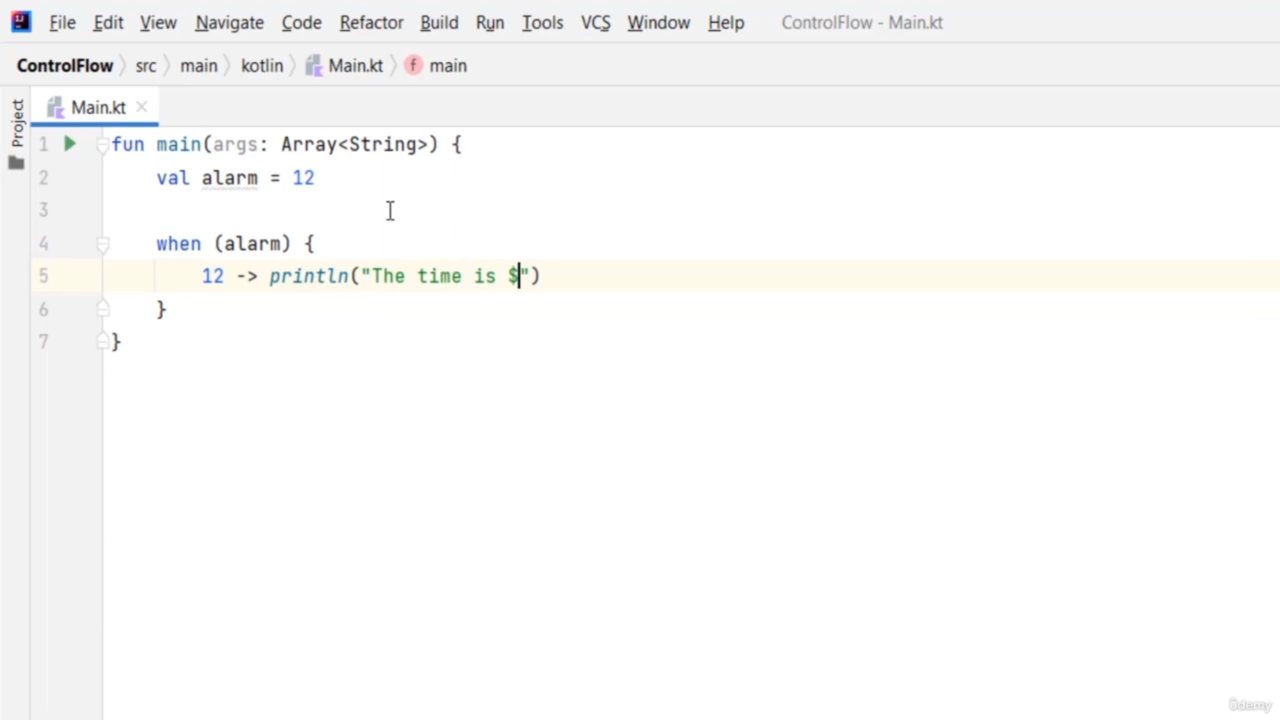 File Edit View Navigate Code Refactor Build Run Tools VCS Window Help ControlFlow - Main.kt
ControlFlow src main kotlin Main.kt f main
Project
Main.kt
1 fun main(args: Array<String>) {
2 val alarm = 12
3
4 when (alarm) {
5 12 -> println("The time is $")
6 }
7 }
ûdemy